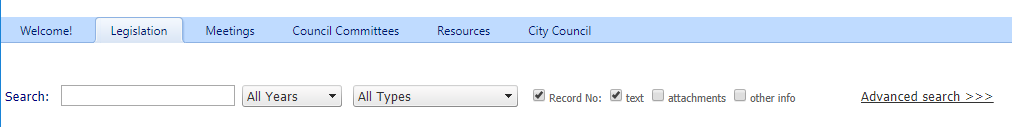 Welcome! Legislation Meetings Council Committees Resources City Council
Search: All Years All Types Record No: text attachments other info Advanced search >>>